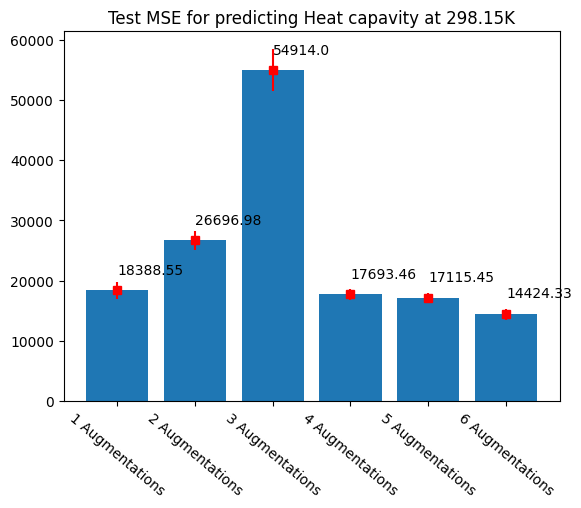 Test MSE for predicting Heat capavity at 298.15K
60000
50000
40000
30000
20000
10000
0
18388.55
26696.98
54914.0
17693.46
17115.45
14424.33
1 Augmentations
2 Augmentations
3 Augmentations
4 Augmentations
5 Augmentations
6 Augmentations